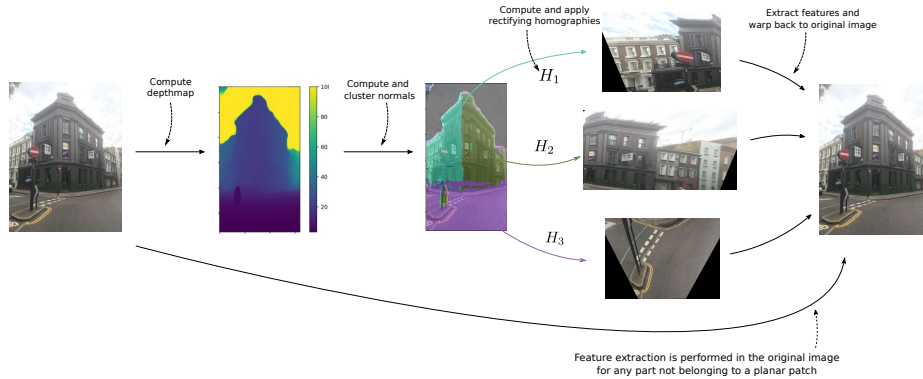 Compute and apply
rectifying homographies
Extract features and
warp back to original image
Compute
depthmap
Compute and
cluster normals
100
80
60
40
20
H1
H2
H3
Feature extraction is performed in the original image
for any part not belonging to a planar patch